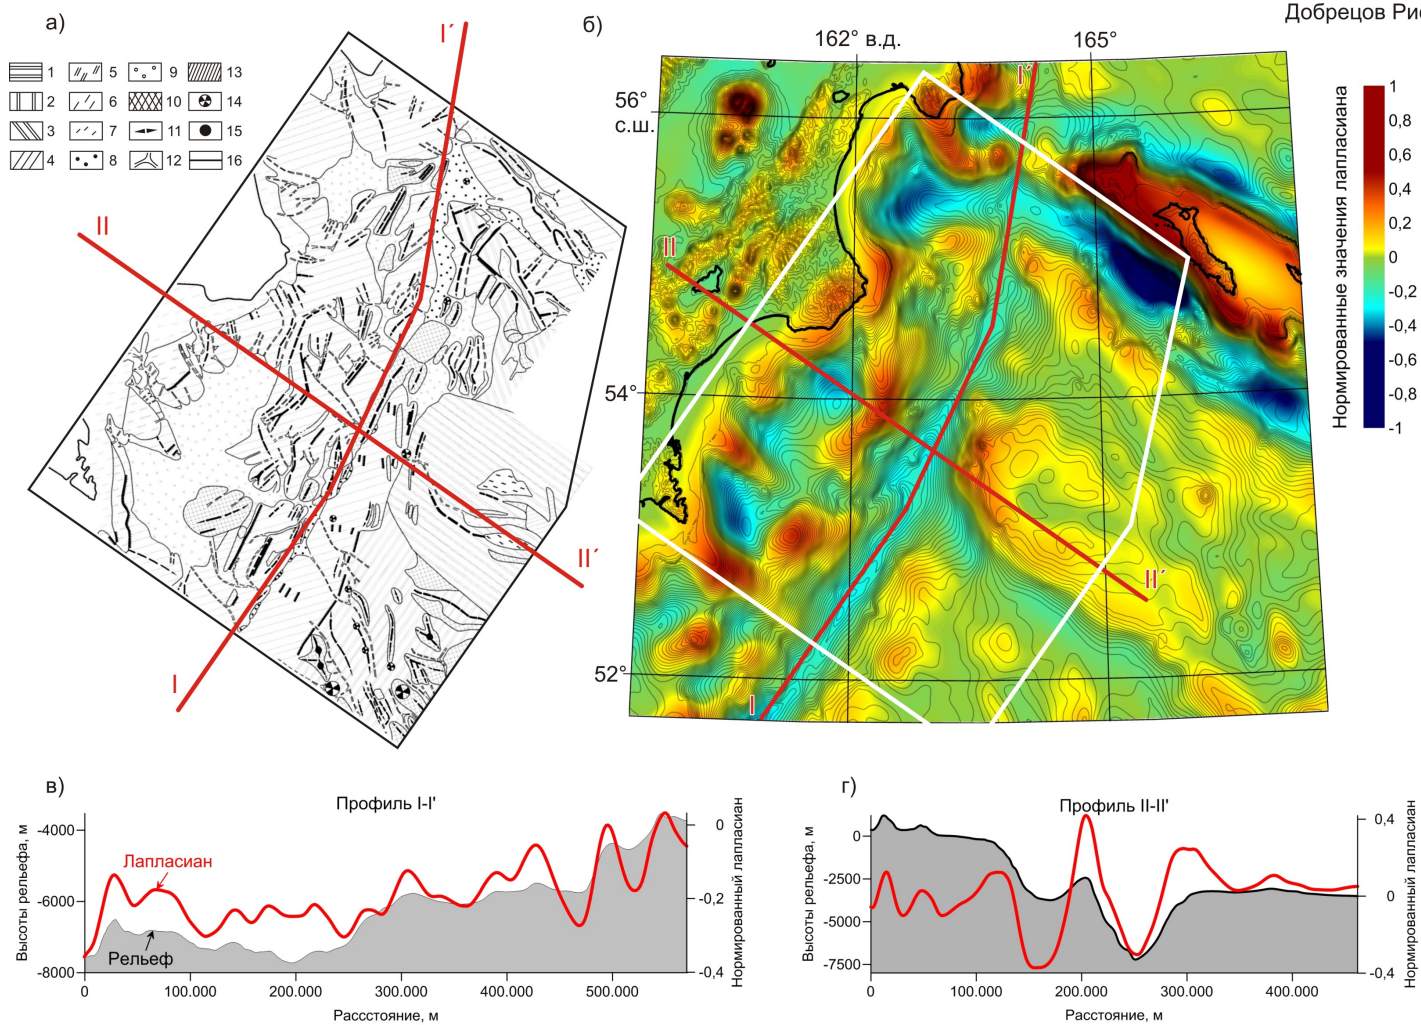 Добрецов Рис
а)
I´
1
5
9
13
2
6
10
14
3
7
11
15
4
8
12
16
II
II´
I
б)
162° в.д.
165°
56°
с.ш.
54°
52°
I´
II
II´
I
1
0,8
0,4
0,2
0
-0,2
-0,4
-0,6
-0,8
-1
Нормированные значения лапласиана
в)
Профиль I-I'
Высоты рельефа, м
-4000
-6000
-8000
Лапласиан
Рельеф
0
-0,2
-0,4
Нормированный лапласиан
0
100.000
200.000
300.000
400.000
500.000
Рассстояние, м
г)
Профиль II-II'
Высоты рельефа, м
0
-2500
-5000
-7500
0,4
0
-0,4
Нормированный лапласиан
0
100.000
200.000
300.000
400.000
Расстояние, м